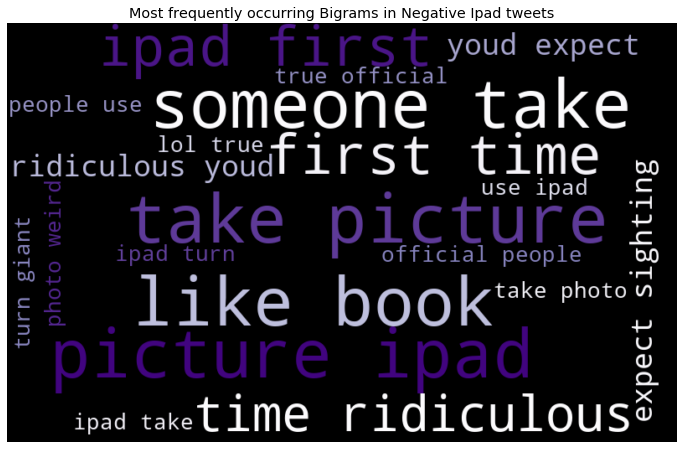 Most frequently occurring Bigrams in Negative Ipad tweets
ipad first
youd expect
true official
people use
someone take
lol true
first time
ridiculous youd
use ipad
take picture
photo weird
expect sighting
turn giant
ipad turn
official people
like book
take photo
picture ipad
time ridiculous
ipad take